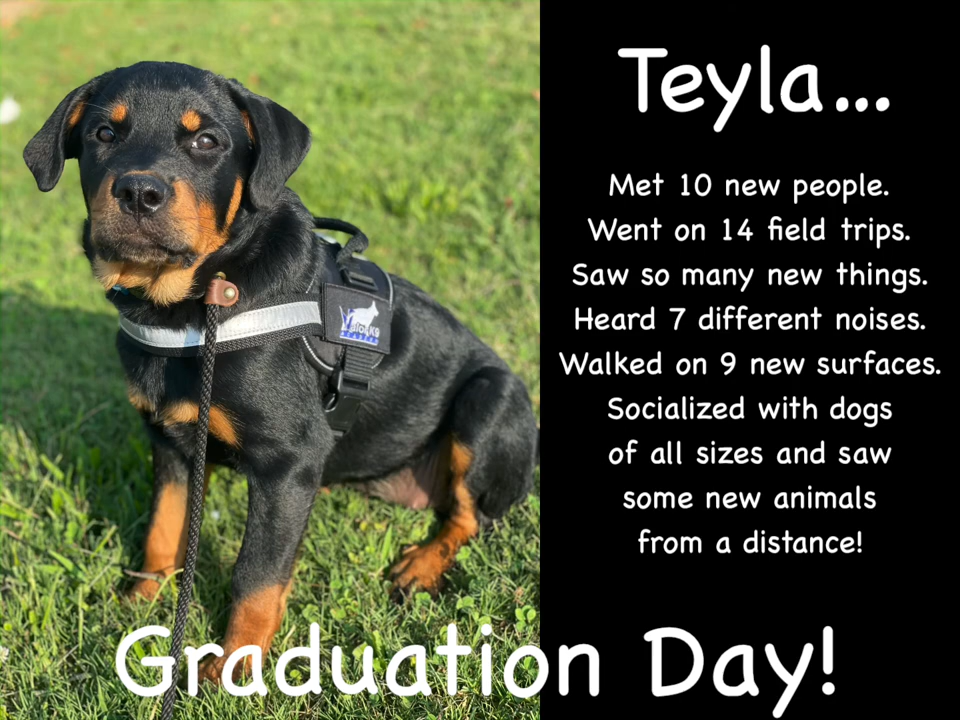 Teyla...
Met 10 new people.
Went on 14 field trips.
Saw so many new things.
Heard 7 different noises.
Walked on 9 new surfaces.
Socialized with dogs
of all sizes and saw
some new animals
from a distance!
Graduation Day!